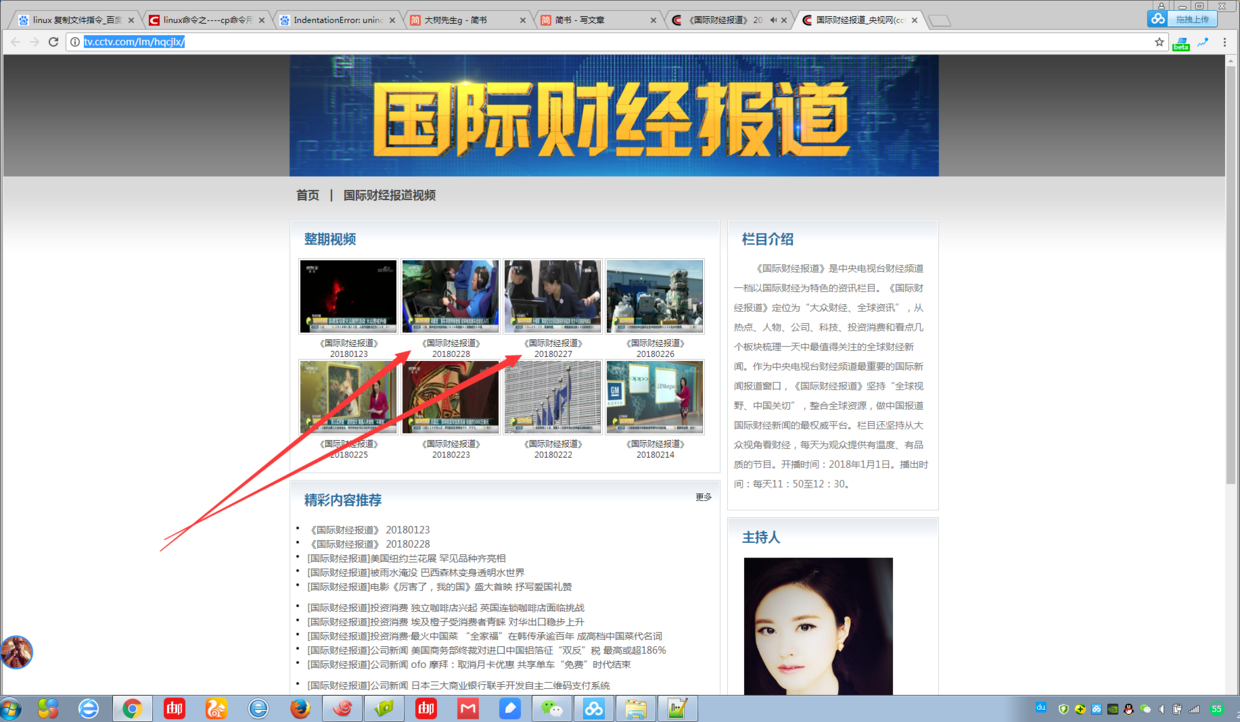 linux 复制文件指令_百度
linux命令之----cp命令用
IndentationError: unind
大树先生g - 简书
简书 - 写文章
《国际财经报道》 20
国际财经报道_央视网(cc
拖拽上传
tv.cctv.com/lm/hqcjlx/
beta
国际财经报道
首页 | 国际财经报道视频
整期视频
《国际财经报道》 20180123
《国际财经报道》 20180228
《国际财经报道》 20180227
《国际财经报道》 20180226
《国际财经报道》 20180225
《国际财经报道》 20180223
《国际财经报道》 20180222
《国际财经报道》 20180214
精彩内容推荐
更多
《国际财经报道》 20180123
《国际财经报道》 20180228
[国际财经报道]美国纽约兰花展 罕见品种齐亮相
[国际财经报道]被雨水淹没 巴西森林变身透明水世界
[国际财经报道]电影《厉害了，我的国》盛大首映 抒写爱国礼赞
[国际财经报道]投资消费 独立咖啡店兴起 英国连锁咖啡店面临挑战
[国际财经报道]投资消费 埃及橙子受消费者青睐 对华出口稳步上升
[国际财经报道]投资消费·最火中国菜 “全家福”在韩传承逾百年 成高档中国菜代名词
[国际财经报道]公司新闻 美国商务部终裁对进口中国铝箔征“双反”税 最高或超186%
[国际财经报道]公司新闻 ofo 摩拜：取消月卡优惠 共享单车“免费”时代结束
[国际财经报道]公司新闻 日本三大商业银行联手开发自主二维码支付系统
栏目介绍
《国际财经报道》是中央电视台财经频道
一档以国际财经为特色的资讯栏目。《国际财
经报道》定位为“大众财经、全球资讯”，从
热点、人物、公司、科技、投资消费和看点几
个板块梳理一天中最值得关注的全球财经新
闻。作为中央电视台财经频道最重要的国际新
闻报道窗口，《国际财经报道》坚持“全球视
野、中国关切”，整合全球资源，做中国报道
国际财经新闻的最权威平台。栏目还坚持从大
众视角看财经，每天为观众提供有温度、有品
质的节目。开播时间：2018年1月1日。播出时
间：每天11：50至12：30。
主持人
du
55